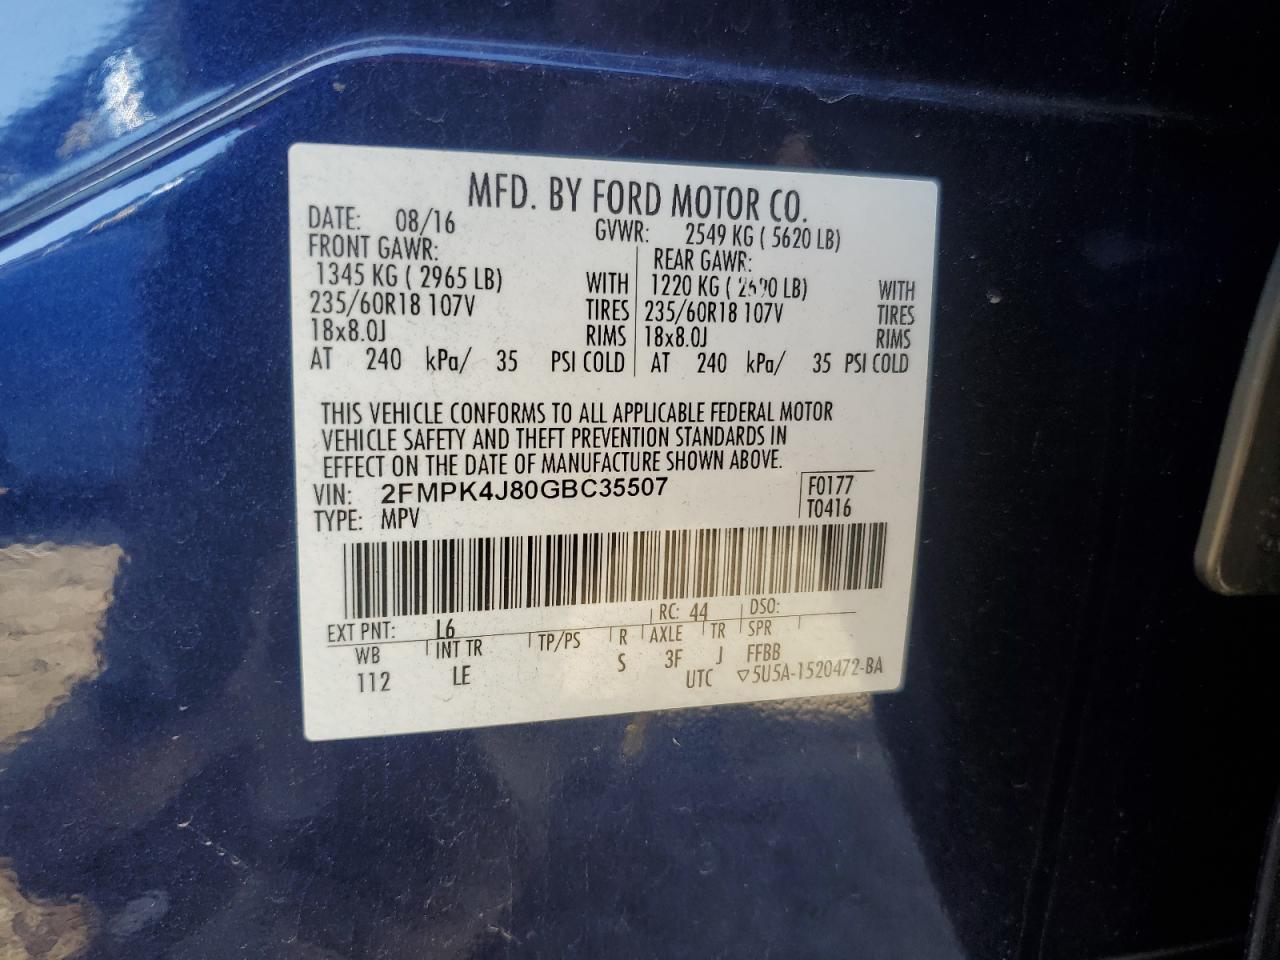 MFD. BY FORD MOTOR CO.
DATE: 08/16 GVWR: 2549 KG ( 5620 LB)
FRONT GAWR: REAR GAWR:
1345 KG ( 2965 LB) WITH 1220 KG ( LB) WITH
235/60R18 107V TIRES 235/60R18 107V TIRES
18x8.0J RIMS 18x8.0J RIMS
AT 240 kPa/ 35 PSI COLD AT 240 kPa/ 35 PSI COLD
THIS VEHICLE CONFORMS TO ALL APPLICABLE FEDERAL MOTOR
VEHICLE SAFETY AND THEFT PREVENTION STANDARDS IN
EFFECT ON THE DATE OF MANUFACTURE SHOWN ABOVE.
VIN: 2FMPK4J80GBC35507 F0177
TYPE: MPV T0416
EXT PNT: L6 RC: 44 DSO:
WB INT TR TP/PS R AXLE TR SPR
112 LE S 3F J FFBB
UTC ▽5U5A-1520472-BA